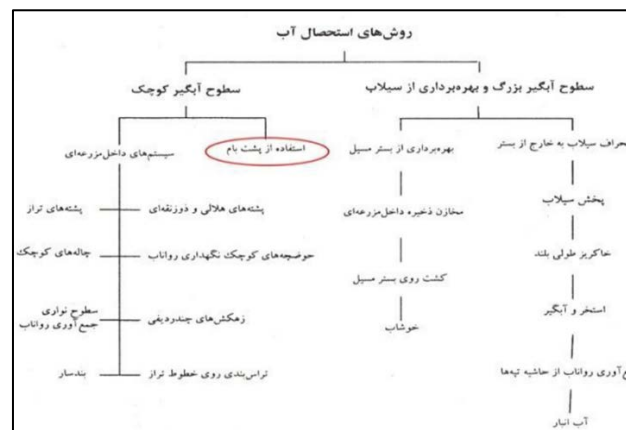 روش‌های استحصال آب
سطوح آبگیر بزرگ و بهره‌برداری از سیلاب
سطوح آبگیر کوچک
حراف سیلاب به خارج از بستر
بهره‌برداری از بستر مسیل
استفاده از پشت بام
سیستم‌های داخل‌مزرعه‌ای
پخش سیلاب
خاکریز طولی بلند
استخر و آبگیر
ع‌آوری رواناب از حاشیه تپه‌ها
آب انبار
مخازن ذخیره داخل‌مزرعه‌ای
کشت روی بستر مسیل
خوشاب
پشته‌های هلالی و ذوزنقه‌ای
پشته‌های تراز
حوضچه‌های کوچك نگهداری رواناب
چاله‌های کوچك
زهکش‌های چندردیفی
سطوح نواری
جمع‌آوری رواناب
تراس‌بندی روی خطوط تراز
بندسار